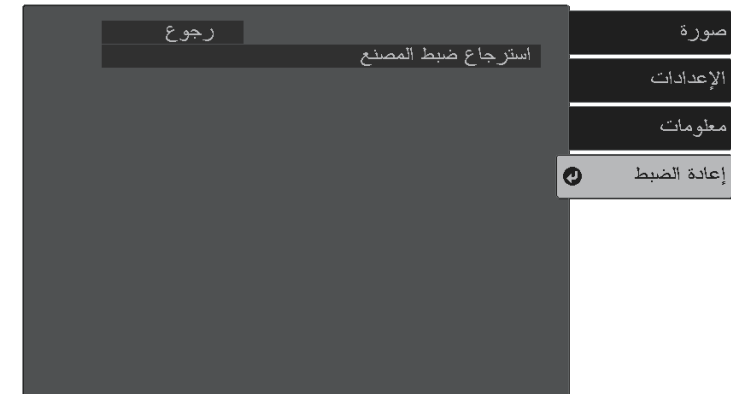 صورة
الإعدادات
معلومات
إعادة الضبط
رجوع
استرجاع ضبط المصنع